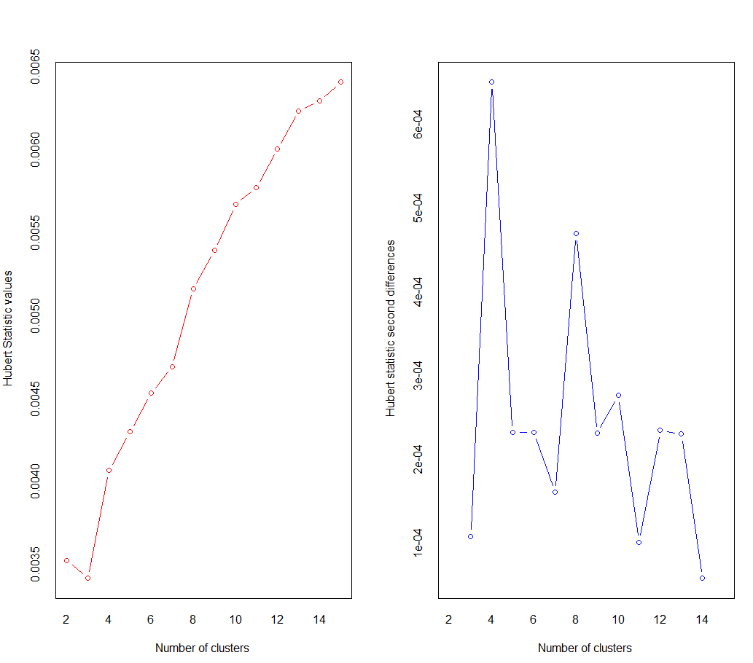 Hubert Statistic values
0.0065
0.0060
0.0055
0.0050
0.0045
0.0040
0.0035
2 4 6 8 10 12 14
Number of clusters
Hubert statistic second differences
6e-04
5e-04
4e-04
3e-04
2e-04
1e-04
2 4 6 8 10 12 14
Number of clusters